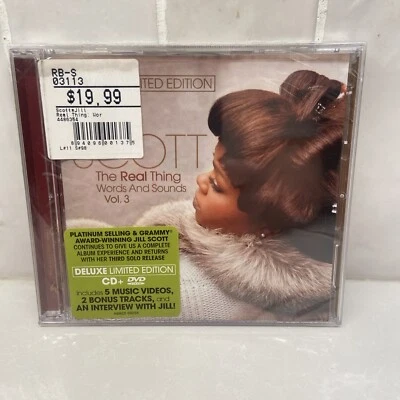 RB-S
03113
$19.99
Scott*Jill
Real Thing: Wor
4406364
LIMITED EDITION
SCOTT
The Real Thing
Words And Sounds
Vol. 3
PLATINUM SELLING & GRAMMY®
AWARD-WINNING JILL SCOTT
CONTINUES TO GIVE US A COMPLETE
ALBUM EXPERIENCE AND RETURNS
WITH HER THIRD SOLO RELEASE
DELUXE LIMITED EDITION
CD+ DVD
VIDEO
Includes 5 MUSIC VIDEOS,
2 BONUS TRACKS, and
AN INTERVIEW WITH JILL!